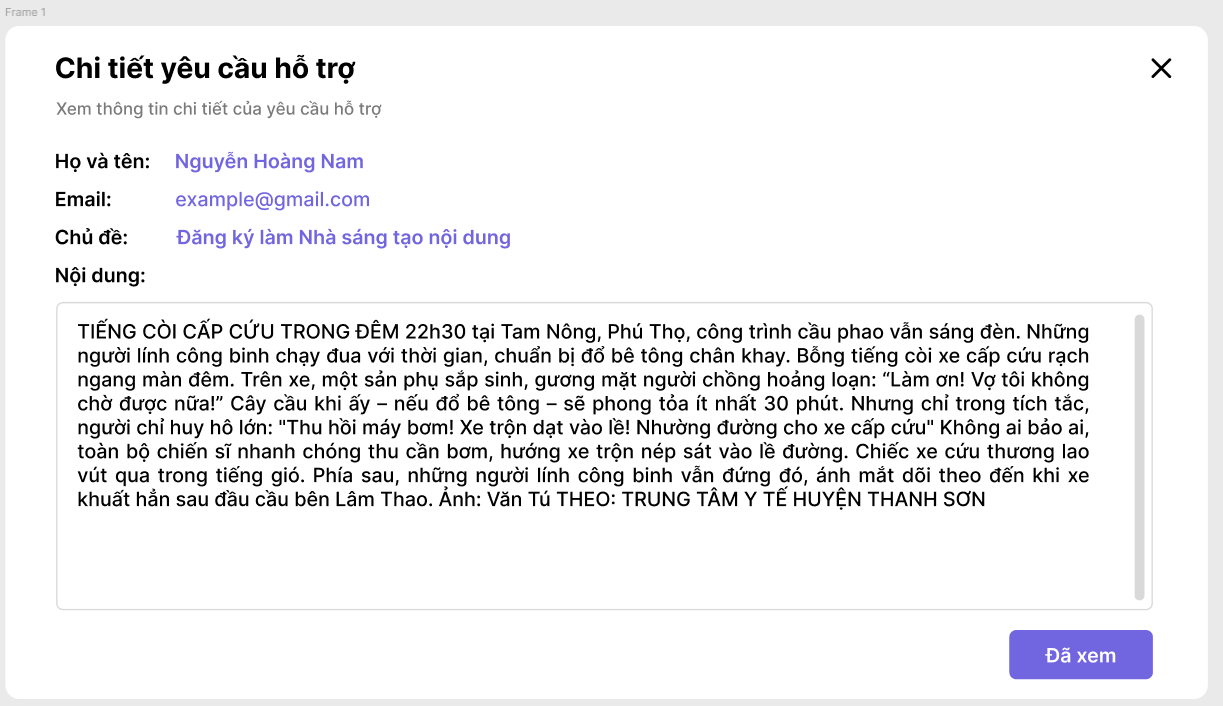 Frame 1
Chi tiết yêu cầu hỗ trợ
Xem thông tin chi tiết của yêu cầu hỗ trợ
Họ và tên: Nguyễn Hoàng Nam
Email: example@gmail.com
Chủ đề: Đăng ký làm Nhà sáng tạo nội dung
Nội dung:
TIẾNG CÒI CẤP CỨU TRONG ĐÊM 22h30 tại Tam Nông, Phú Thọ, công trình cầu phao vẫn sáng đèn. Những
người lính công binh chạy đua với thời gian, chuẩn bị đổ bê tông chân khay. Bỗng tiếng còi xe cấp cứu rạch
ngang màn đêm. Trên xe, một sản phụ sắp sinh, gương mặt người chồng hoảng loạn: “Làm ơn! Vợ tôi không
chờ được nữa!” Cây cầu khi ấy – nếu đổ bê tông – sẽ phong tỏa ít nhất 30 phút. Nhưng chỉ trong tích tắc,
người chỉ huy hô lớn: "Thu hồi máy bơm! Xe trộn dạt vào lề! Nhường đường cho xe cấp cứu" Không ai bảo ai,
toàn bộ chiến sĩ nhanh chóng thu cần bơm, hướng xe trộn nép sát vào lề đường. Chiếc xe cứu thương lao
vút qua trong tiếng gió. Phía sau, những người lính công binh vẫn đứng đó, ánh mắt dõi theo đến khi xe
khuất hẳn sau đầu cầu bên Lâm Thao. Ảnh: Văn Tú THEO: TRUNG TÂM Y TẾ HUYỆN THANH SƠN
Đã xem